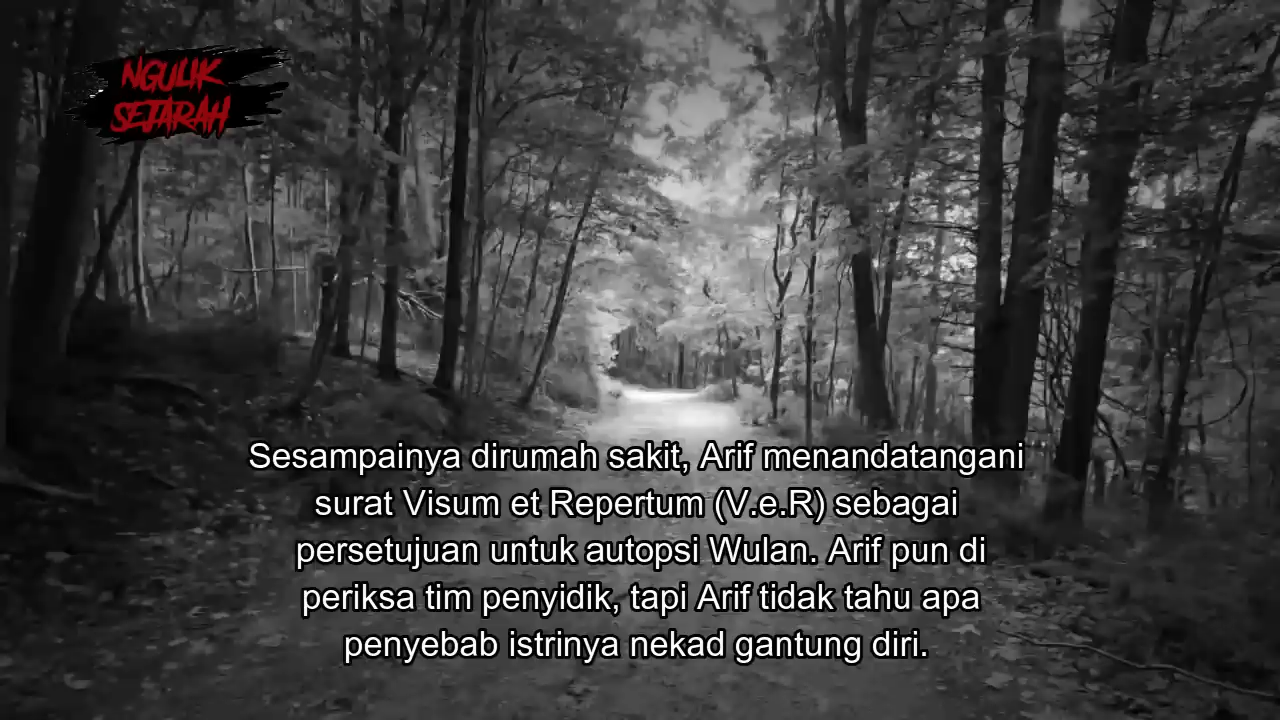 NGULIK
SEJARAH
Sesampainya dirumah sakit, Arif menandatangani
surat Visum et Repertum (V.e.R) sebagai
persetujuan untuk autopsi Wulan. Arif pun di
periksa tim penyidik, tapi Arif tidak tahu apa
penyebab istrinya nekad gantung diri.